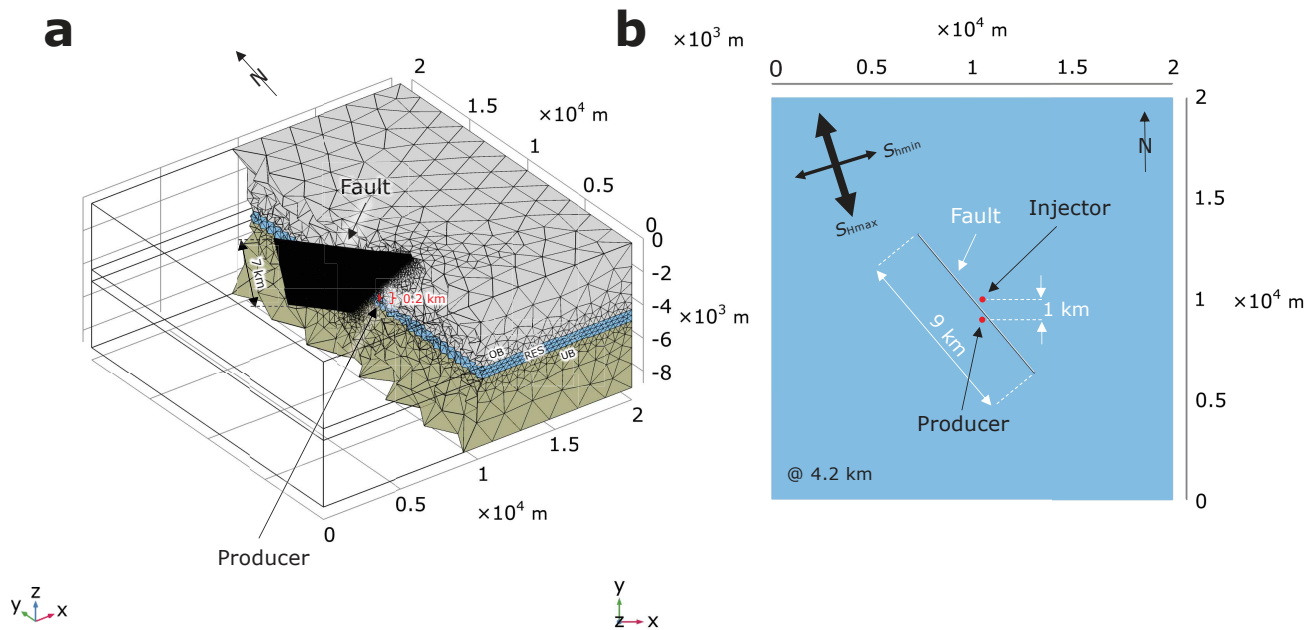 a
N
2
1.5
×10⁴ m
1
0.5
0
Fault
7 km
0.2 km
0
-2
-4
×10³ m
-6
-8
OB
RES
UB
2
1.5
1
×10⁴ m
0.5
0
Producer
z
y
x
b
×10³ m
×10⁴ m
0
0.5
1
1.5
2
2
1.5
1
×10⁴ m
0.5
0
N
Shmin
SHmax
Fault
Injector
1 km
9 km
Producer
@ 4.2 km
y
z
x